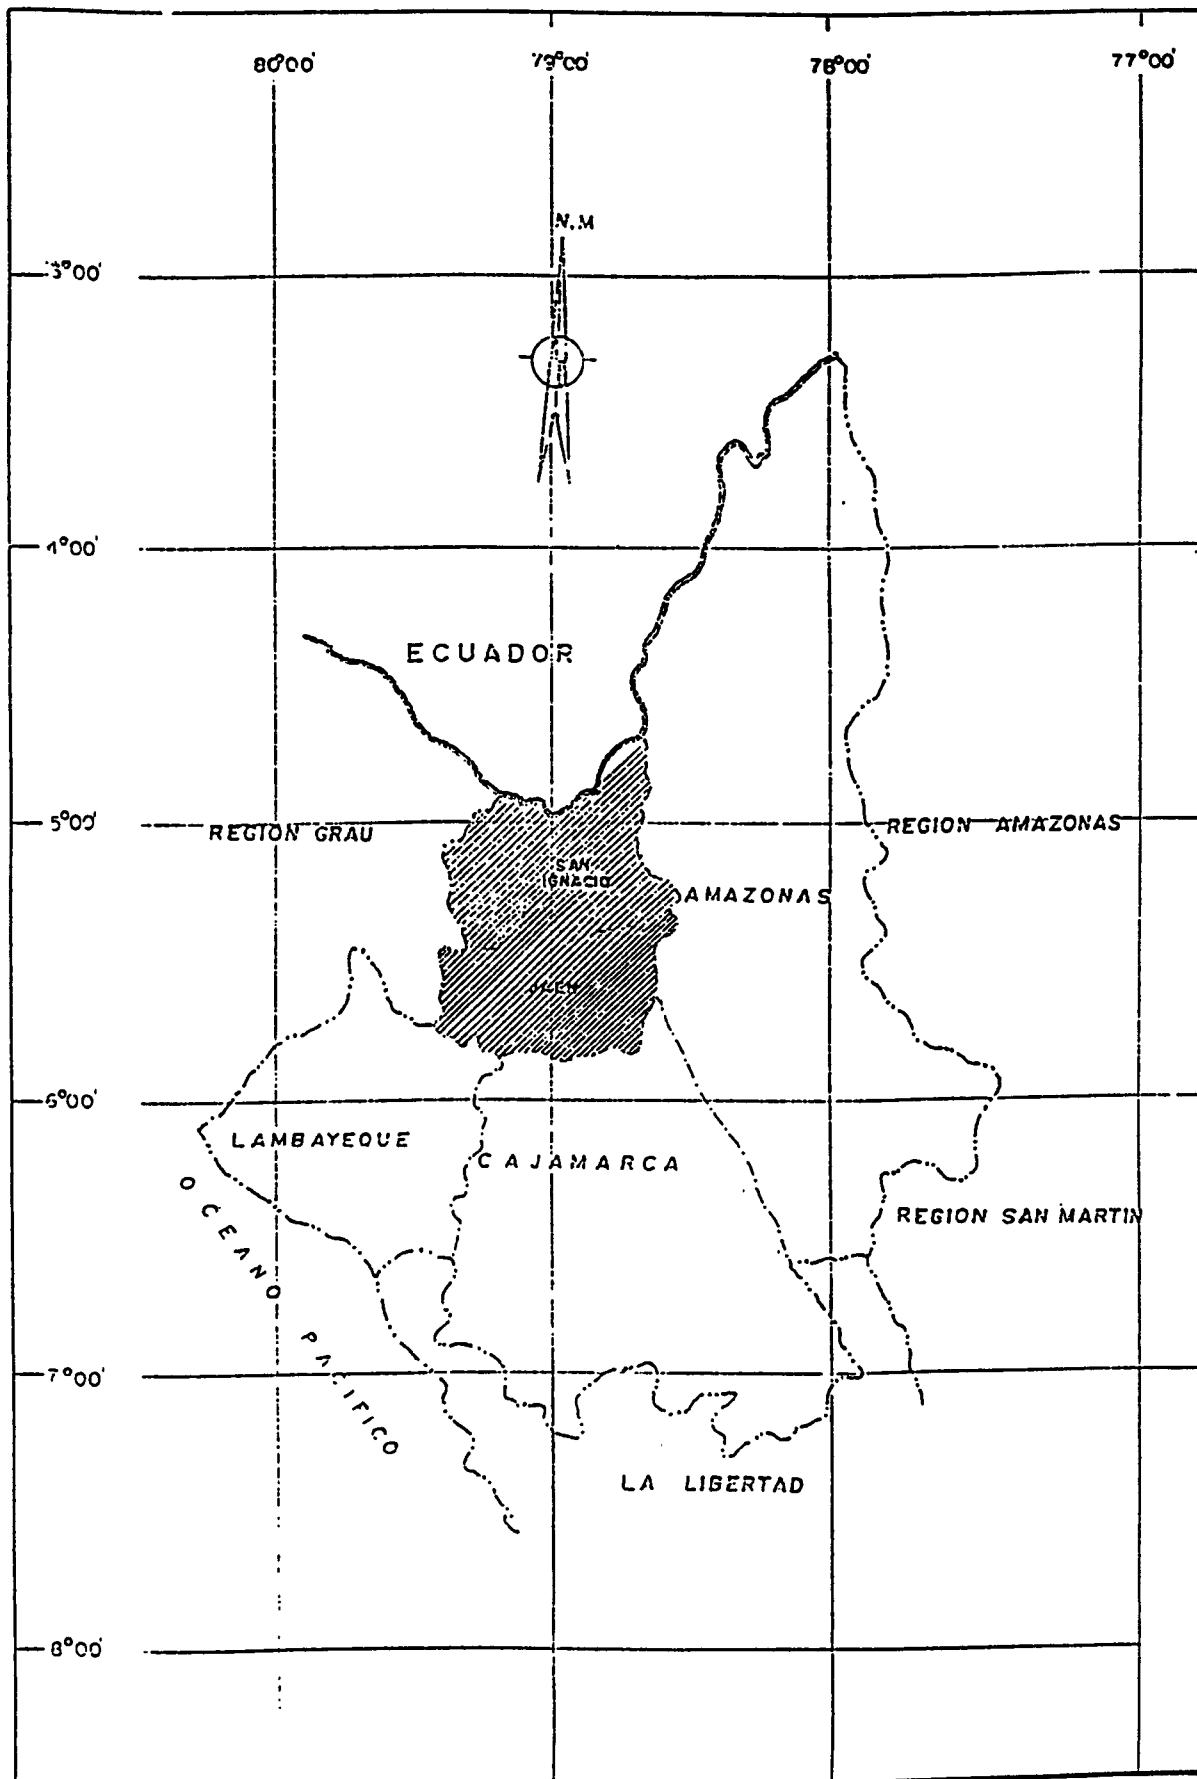 80°00' 79°00' 78°00' 77°00'
N.M
3°00'
4°00'
ECUADOR
5°00'
REGION GRAU
REGION AMAZONAS
SAN
IGNACIO
AMAZONAS
JAEN
6°00'
LAMBAYEQUE
CAJAMARCA
OCEANO PACIFICO
REGION SAN MARTIN
7°00'
LA LIBERTAD
8°00'